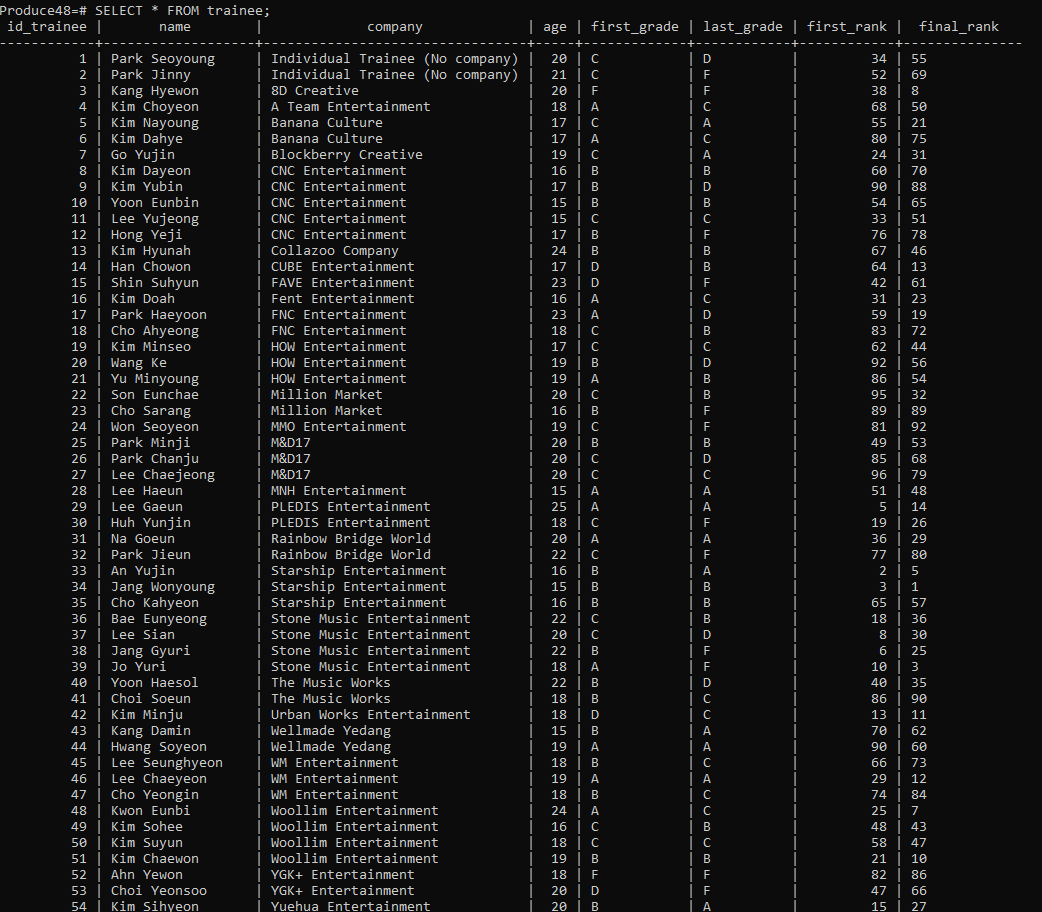 Produce48=# SELECT * FROM trainee;
 id_trainee |       name        |            company              | age | first_grade | last_grade | first_rank |  final_rank
------------+-------------------+---------------------------------+-----+-------------+------------+------------+---------------
1 | Park Seoyoung | Individual Trainee (No company) | 20 | C | D | 34 | 55
2 | Park Jinny | Individual Trainee (No company) | 21 | C | F | 52 | 69
3 | Kang Hyewon | 8D Creative | 20 | F | F | 38 | 8
4 | Kim Choyeon | A Team Entertainment | 18 | A | C | 68 | 50
5 | Kim Nayoung | Banana Culture | 17 | C | A | 55 | 21
6 | Kim Dahye | Banana Culture | 17 | A | C | 80 | 75
7 | Go Yujin | Blockberry Creative | 19 | C | A | 24 | 31
8 | Kim Dayeon | CNC Entertainment | 16 | B | B | 60 | 70
9 | Kim Yubin | CNC Entertainment | 17 | B | D | 90 | 88
10 | Yoon Eunbin | CNC Entertainment | 15 | B | B | 54 | 65
11 | Lee Yujeong | CNC Entertainment | 15 | C | C | 33 | 51
12 | Hong Yeji | CNC Entertainment | 17 | B | F | 76 | 78
13 | Kim Hyunah | Collazoo Company | 24 | B | B | 67 | 46
14 | Han Chowon | CUBE Entertainment | 17 | D | B | 64 | 13
15 | Shin Suhyun | FAVE Entertainment | 23 | D | F | 42 | 61
16 | Kim Doah | Fent Entertainment | 16 | A | C | 31 | 23
17 | Park Haeyoon | FNC Entertainment | 23 | A | D | 59 | 19
18 | Cho Ahyeong | FNC Entertainment | 18 | C | B | 83 | 72
19 | Kim Minseo | HOW Entertainment | 17 | C | C | 62 | 44
20 | Wang Ke | HOW Entertainment | 19 | B | D | 92 | 56
21 | Yu Minyoung | HOW Entertainment | 19 | A | B | 86 | 54
22 | Son Eunchae | Million Market | 20 | C | B | 95 | 32
23 | Cho Sarang | Million Market | 16 | B | F | 89 | 89
24 | Won Seoyeon | MMO Entertainment | 19 | C | F | 81 | 92
25 | Park Minji | M&D17 | 20 | B | B | 49 | 53
26 | Park Chanju | M&D17 | 20 | C | D | 85 | 68
27 | Lee Chaejeong | M&D17 | 20 | C | C | 96 | 79
28 | Lee Haeun | MNH Entertainment | 15 | A | A | 51 | 48
29 | Lee Gaeun | PLEDIS Entertainment | 25 | A | A | 5 | 14
30 | Huh Yunjin | PLEDIS Entertainment | 18 | C | F | 19 | 26
31 | Na Goeun | Rainbow Bridge World | 20 | A | A | 36 | 29
32 | Park Jieun | Rainbow Bridge World | 22 | C | F | 77 | 80
33 | An Yujin | Starship Entertainment | 16 | B | A | 2 | 5
34 | Jang Wonyoung | Starship Entertainment | 15 | B | B | 3 | 1
35 | Cho Kahyeon | Starship Entertainment | 16 | B | B | 65 | 57
36 | Bae Eunyeong | Stone Music Entertainment | 22 | C | B | 18 | 36
37 | Lee Sian | Stone Music Entertainment | 20 | C | D | 8 | 30
38 | Jang Gyuri | Stone Music Entertainment | 22 | B | F | 6 | 25
39 | Jo Yuri | Stone Music Entertainment | 18 | A | F | 10 | 3
40 | Yoon Haesol | The Music Works | 22 | B | D | 40 | 35
41 | Choi Soeun | The Music Works | 18 | B | C | 86 | 90
42 | Kim Minju | Urban Works Entertainment | 18 | D | C | 13 | 11
43 | Kang Damin | Wellmade Yedang | 15 | B | A | 70 | 62
44 | Hwang Soyeon | Wellmade Yedang | 19 | A | A | 90 | 60
45 | Lee Seunghyeon | WM Entertainment | 18 | B | C | 66 | 73
46 | Lee Chaeyeon | WM Entertainment | 19 | A | A | 29 | 12
47 | Cho Yeongin | WM Entertainment | 18 | B | C | 74 | 84
48 | Kwon Eunbi | Woollim Entertainment | 24 | A | C | 25 | 7
49 | Kim Sohee | Woollim Entertainment | 16 | C | B | 48 | 43
50 | Kim Suyun | Woollim Entertainment | 18 | C | C | 58 | 47
51 | Kim Chaewon | Woollim Entertainment | 19 | B | B | 21 | 10
52 | Ahn Yewon | YGK+ Entertainment | 18 | F | F | 82 | 86
53 | Choi Yeonsoo | YGK+ Entertainment | 20 | D | F | 47 | 66
54 | Kim Sihyeon | Yuehua Entertainment | 20 | B | A | 15 | 27